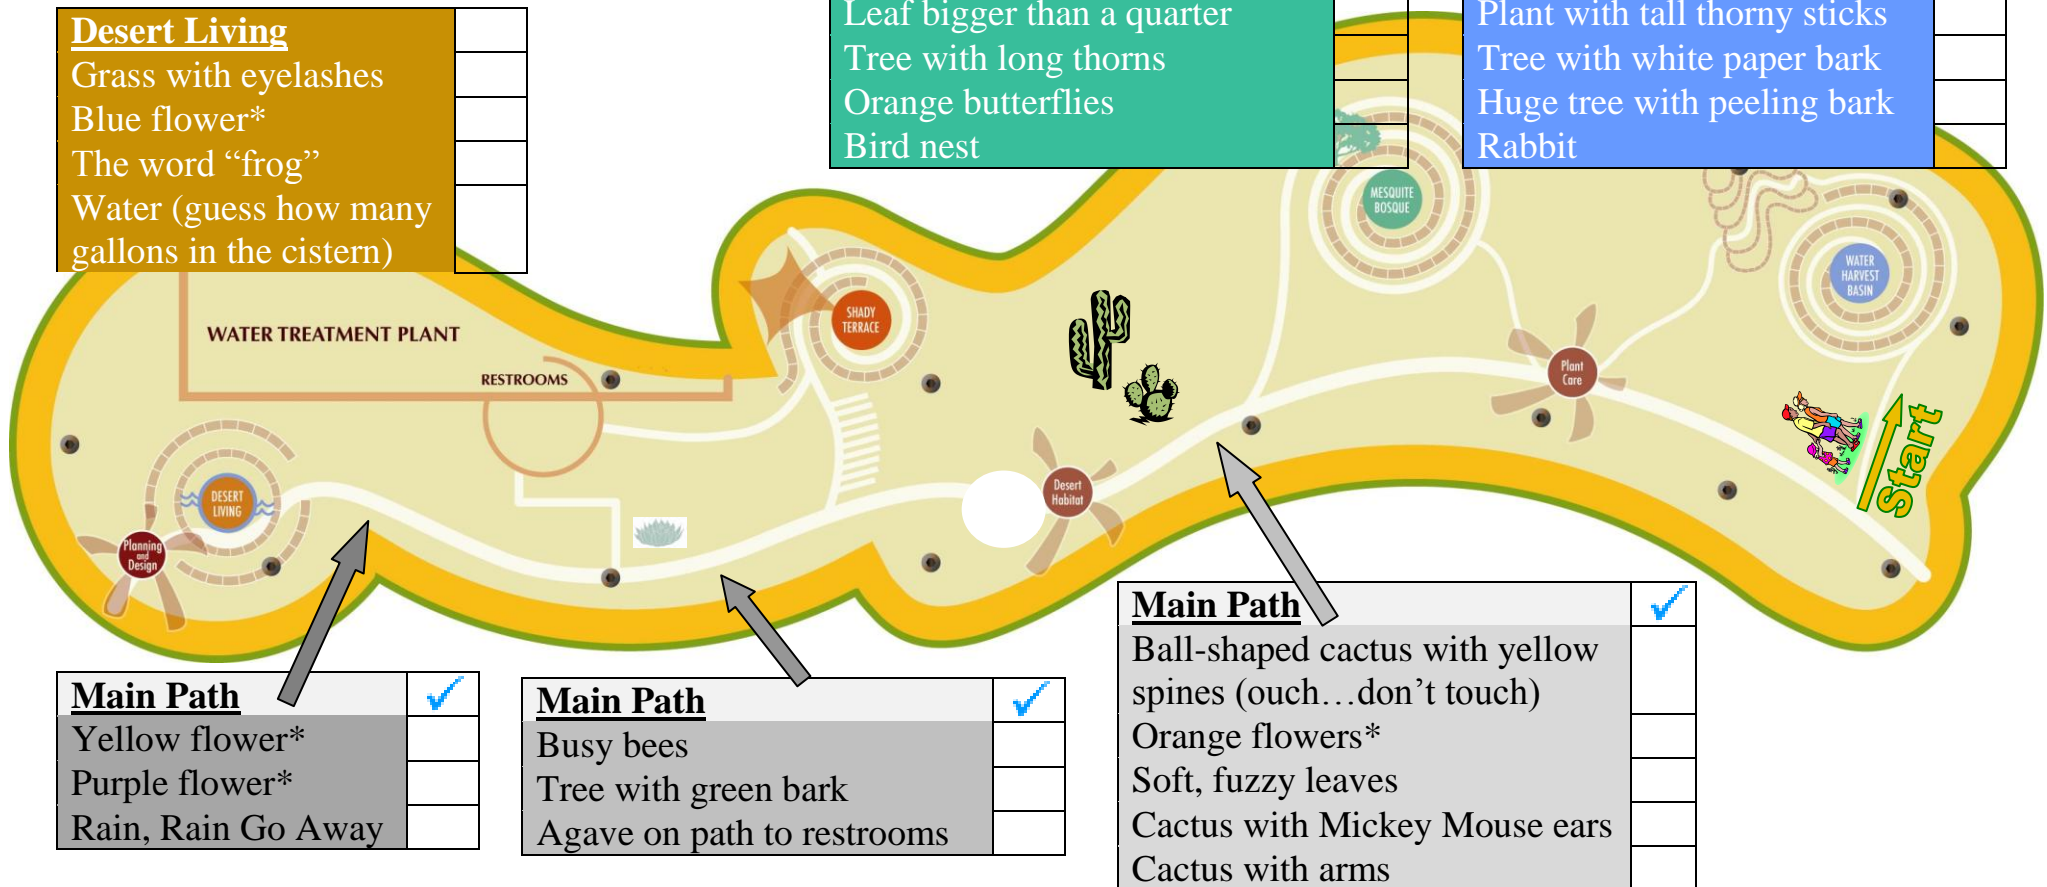 Desert Living
Grass with eyelashes
Blue flower*
The word “frog”
Water (guess how many
gallons in the cistern)
Leaf bigger than a quarter
Tree with long thorns
Orange butterflies
Bird nest
Plant with tall thorny sticks
Tree with white paper bark
Huge tree with peeling bark
Rabbit
MESQUITE
BOSQUE
WATER
HARVEST
BASIN
SHADY
TERRACE
WATER TREATMENT PLANT
RESTROOMS
Plant
Care
Start
Desert
Habitat
DESERT
LIVING
Planning
and
Design
Main Path
Yellow flower*
Purple flower*
Rain, Rain Go Away
Main Path
Busy bees
Tree with green bark
Agave on path to restrooms
Main Path
Ball-shaped cactus with yellow
spines (ouch…don’t touch)
Orange flowers*
Soft, fuzzy leaves
Cactus with Mickey Mouse ears
Cactus with arms